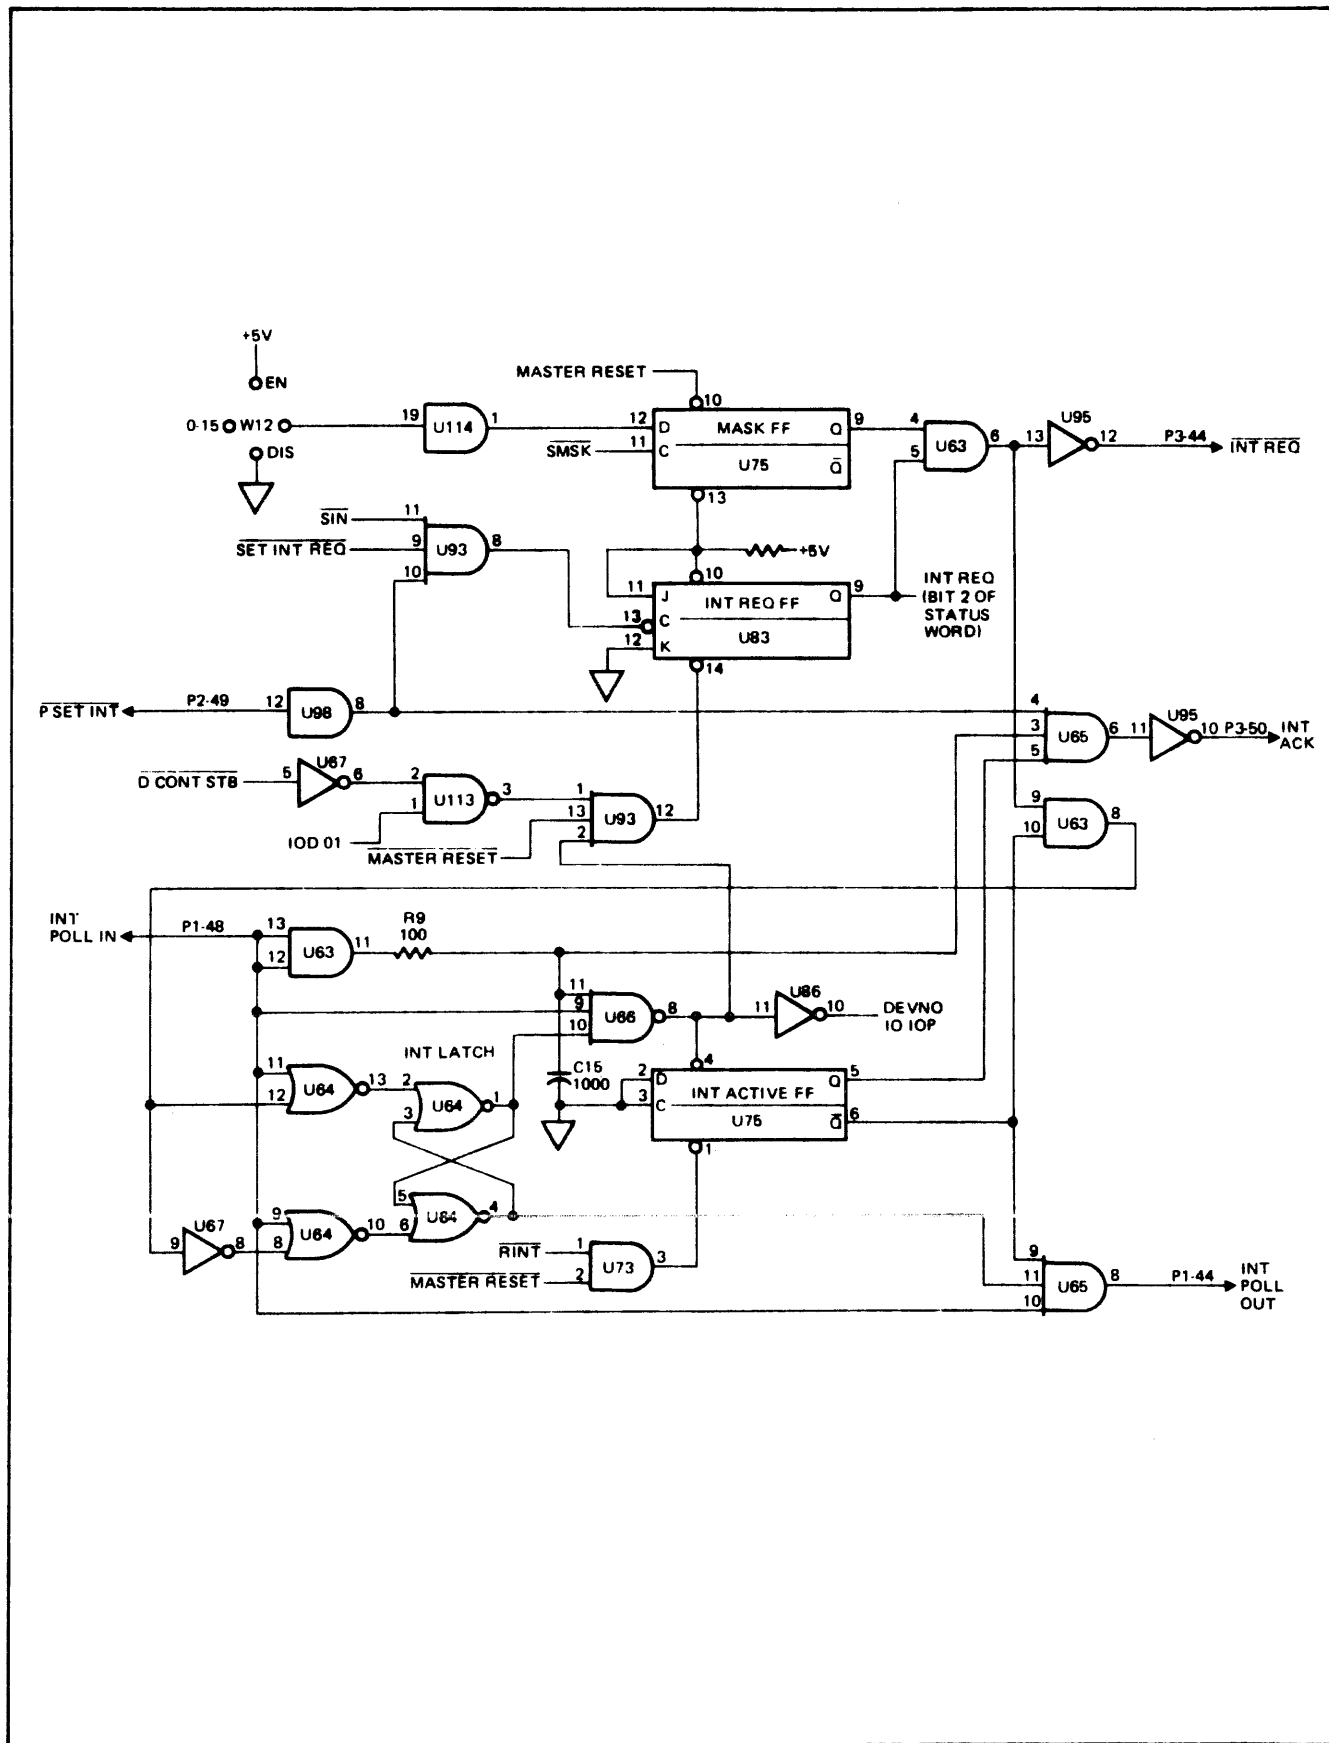 +5V
EN
MASTER RESET
10
0-15 W12
19 U114 1
12 D MASK FF Q 9
4 U63 6
U95
13 12 P3-44 INT REQ
SMSK 11 C U75 Q
5
DIS
13
SIN 11
SET INT REQ 9 U93 8
10
+5V
10
11 J INT REQ FF Q 9
INT REQ
(BIT 2 OF
STATUS
WORD)
13 C U83
12 K
14
P SET INT P2-49 12 U98 8
4
3 U65 6
5
U95
11 10 P3-50 INT
ACK
D CONT STB 5 U67 6
2 U113 3
1
IOD 01
1
13 U93 12
2
MASTER RESET
9
10 U63 8
INT
POLL IN P1-48
13 U63 11
12
R9
100
11
9 U66 8
10
U86
11 10 DEVNO
IO IOP
INT LATCH
C15
1000
4
2 D INT ACTIVE FF Q 5
3 C U75 Q 6
1
11 U64 13
12
2 U64 1
3
5 U64 4
6
U67
9 8
9 U64 10
8
RINT 1
MASTER RESET 2 U73 3
9
11 U65 8
10
P1-44 INT
POLL
OUT